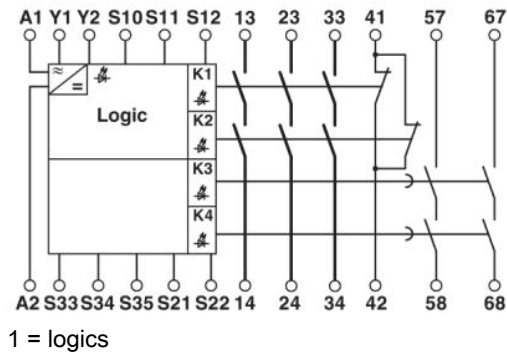 A1 Y1 Y2 S10 S11 S12 13 23 33 41 57 67
K1
Logic
K2
K3
K4
A2 S33 S34 S35 S21 S22 14 24 34 42 58 68
1 = logics